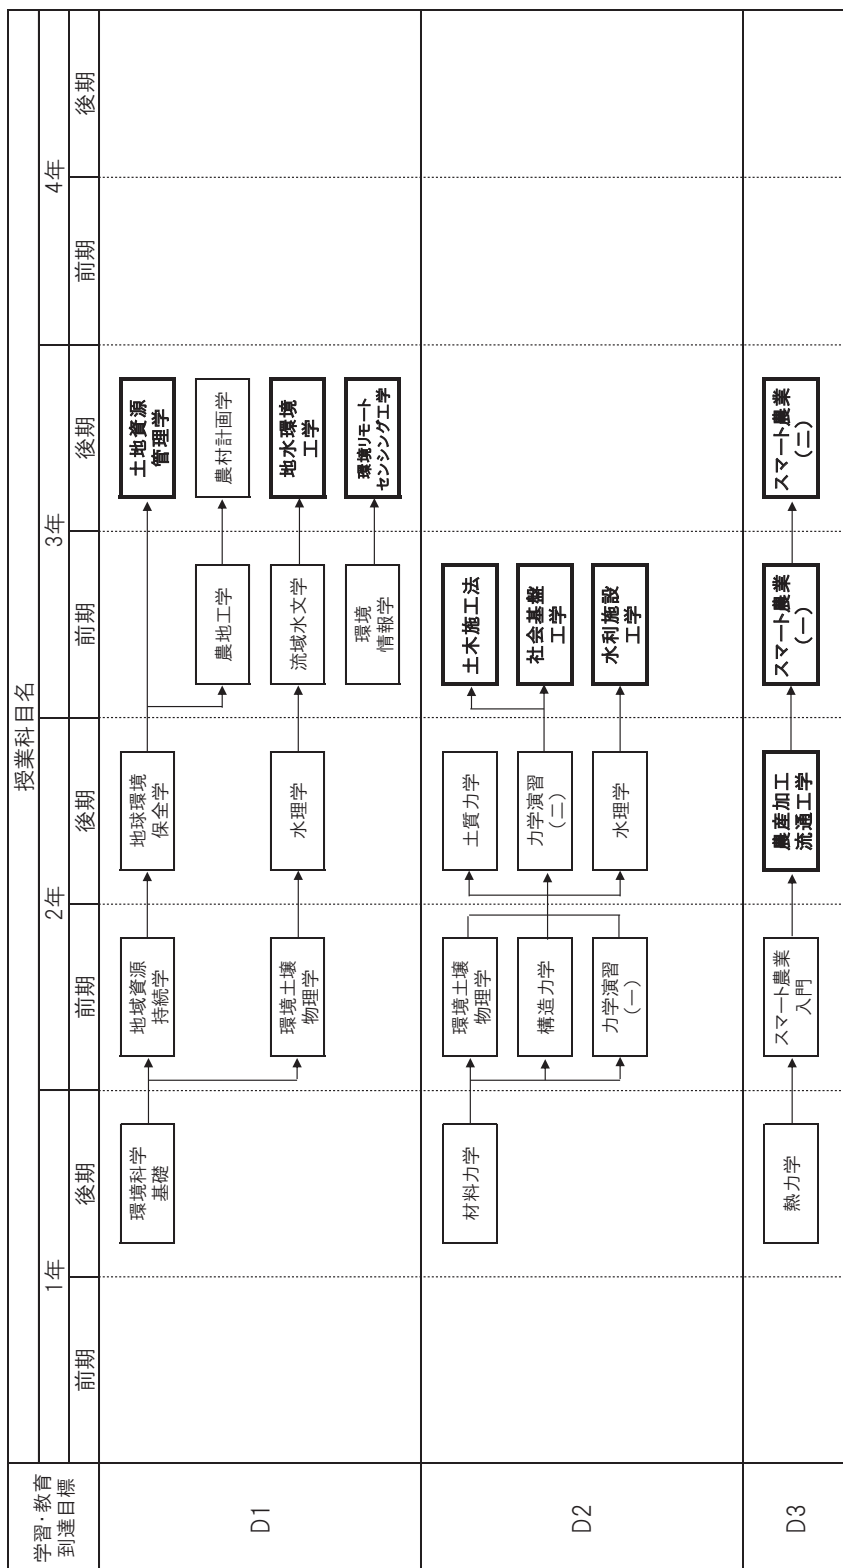 学習・教育
到達目標
授業科目名
1年
2年
3年
4年
前期
後期
前期
後期
前期
後期
前期
後期
D1
環境科学
基礎
地域資源
持続学
地球環境
保全学
土地資源
管理学
農地工学
農村計画学
環境土壌
物理学
水理学
流域水文学
地水環境
工学
環境
情報学
環境リモート
センシング工学
D2
材料力学
環境土壌
物理学
土質力学
土木施工法
構造力学
力学演習
(二)
社会基盤
工学
力学演習
(一)
水理学
水利施設
工学
D3
熱力学
スマート農業
入門
農産加工
流通工学
スマート農業
(一)
スマート農業
(二)